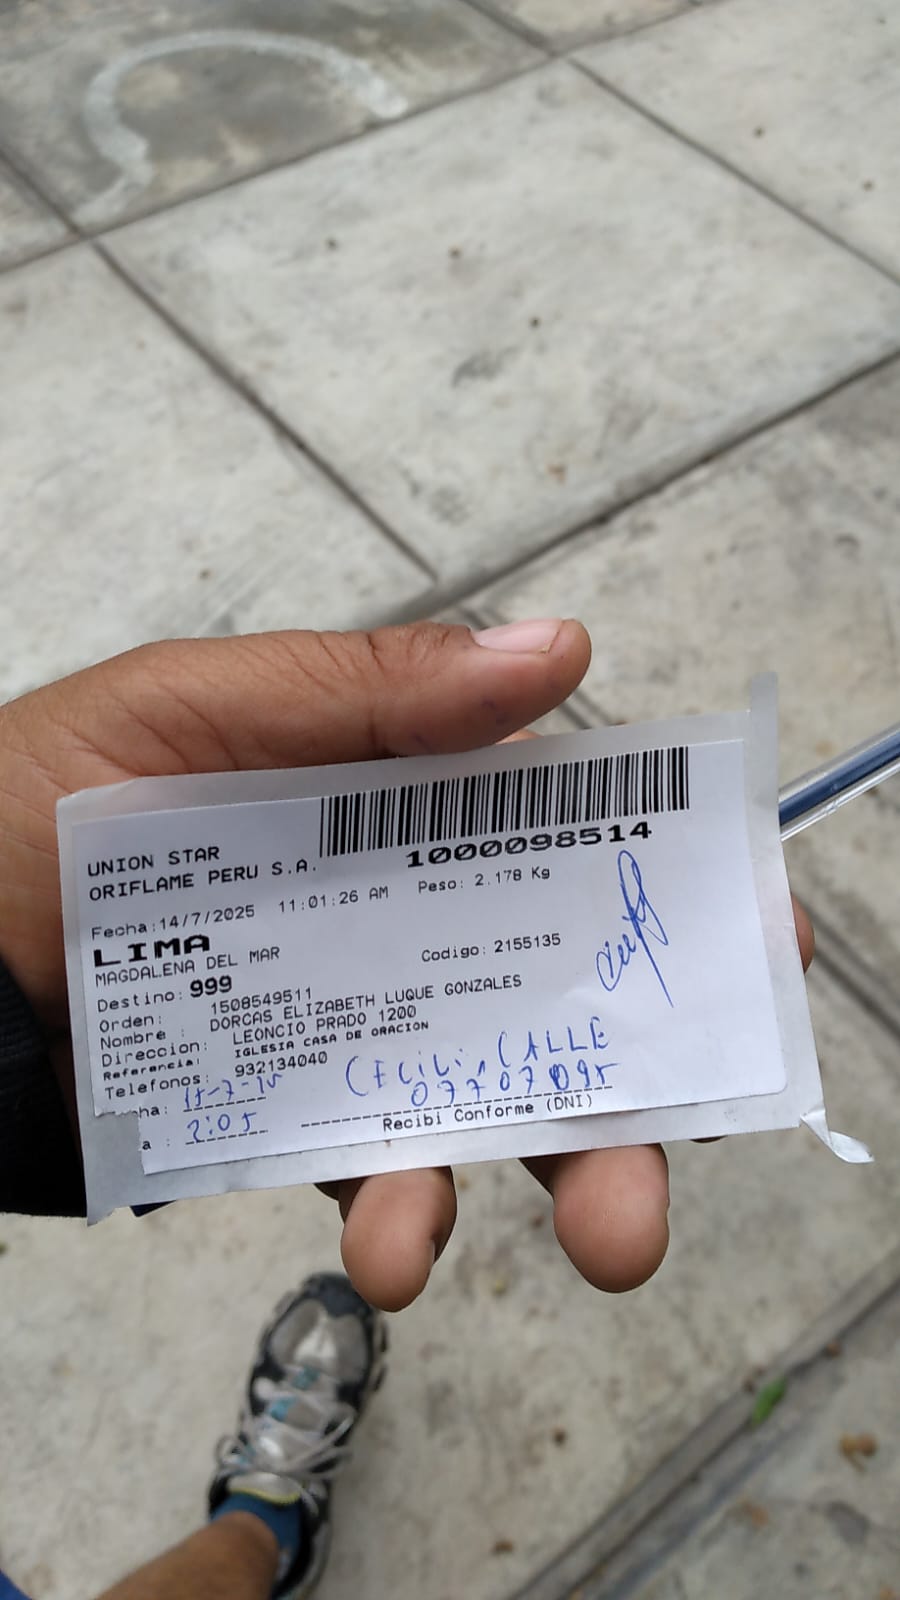 UNION STAR
ORIFLAME PERU S.A.
1000098514
Fecha:14/7/2025 11:01:26 AM Peso: 2.178 Kg
LIMA
MAGDALENA DEL MAR Codigo: 2155135
Destino: 999
Orden: 1508549511
Nombre : DORCAS ELIZABETH LUQUE GONZALES
Direccion: LEONCIO PRADO 1200
Referencia: IGLESIA CASA DE ORACION
Telefonos: 932134040
CALLE
ha:
a : 2:05
Recibi Conforme (DNI)